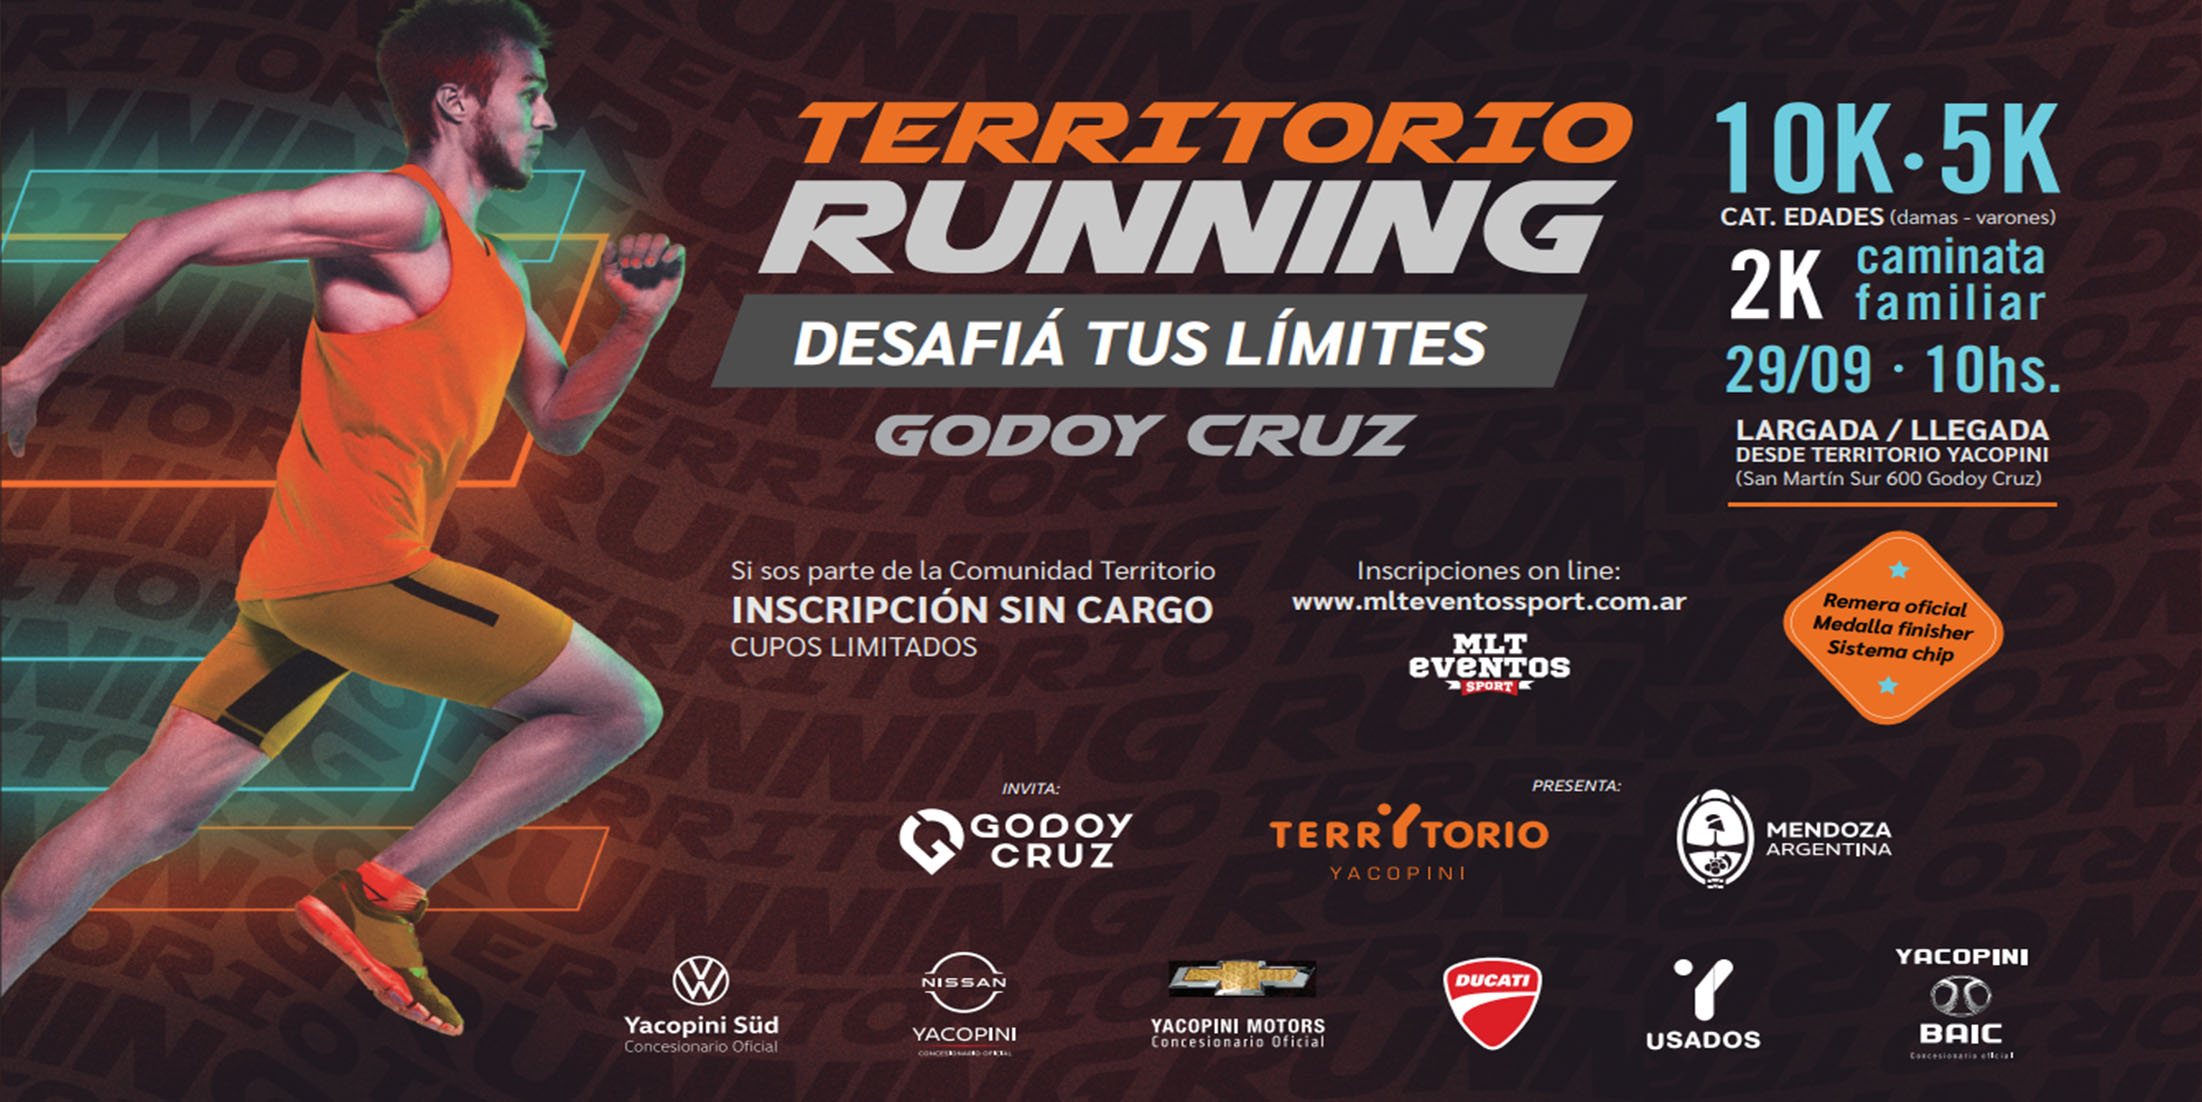 TERRITORIO
RUNNING
DESAFIÁ TUS LÍMITES
GODOY CRUZ
10K · 5K
CAT. EDADES (damas - varones)
2K caminata
familiar
29/09 · 10hs.
LARGADA / LLEGADA
DESDE TERRITORIO YACOPINI
(San Martín Sur 600 Godoy Cruz)
Si sos parte de la Comunidad Territorio
INSCRIPCIÓN SIN CARGO
CUPOS LIMITADOS
Inscripciones on line:
www.mlteventossport.com.ar
MLT
eventos
SPORT
Remera oficial
Medalla finisher
Sistema chip
INVITA:
GODOY
CRUZ
PRESENTA:
TERRITORIO
YACOPINI
MENDOZA
ARGENTINA
Yacopini Süd
Concesionario Oficial
NISSAN
YACOPINI
CONCESIONARIO OFICIAL
YACOPINI MOTORS
Concesionario Oficial
DUCATI
USADOS
YACOPINI
BAIC
Concesionario oficial